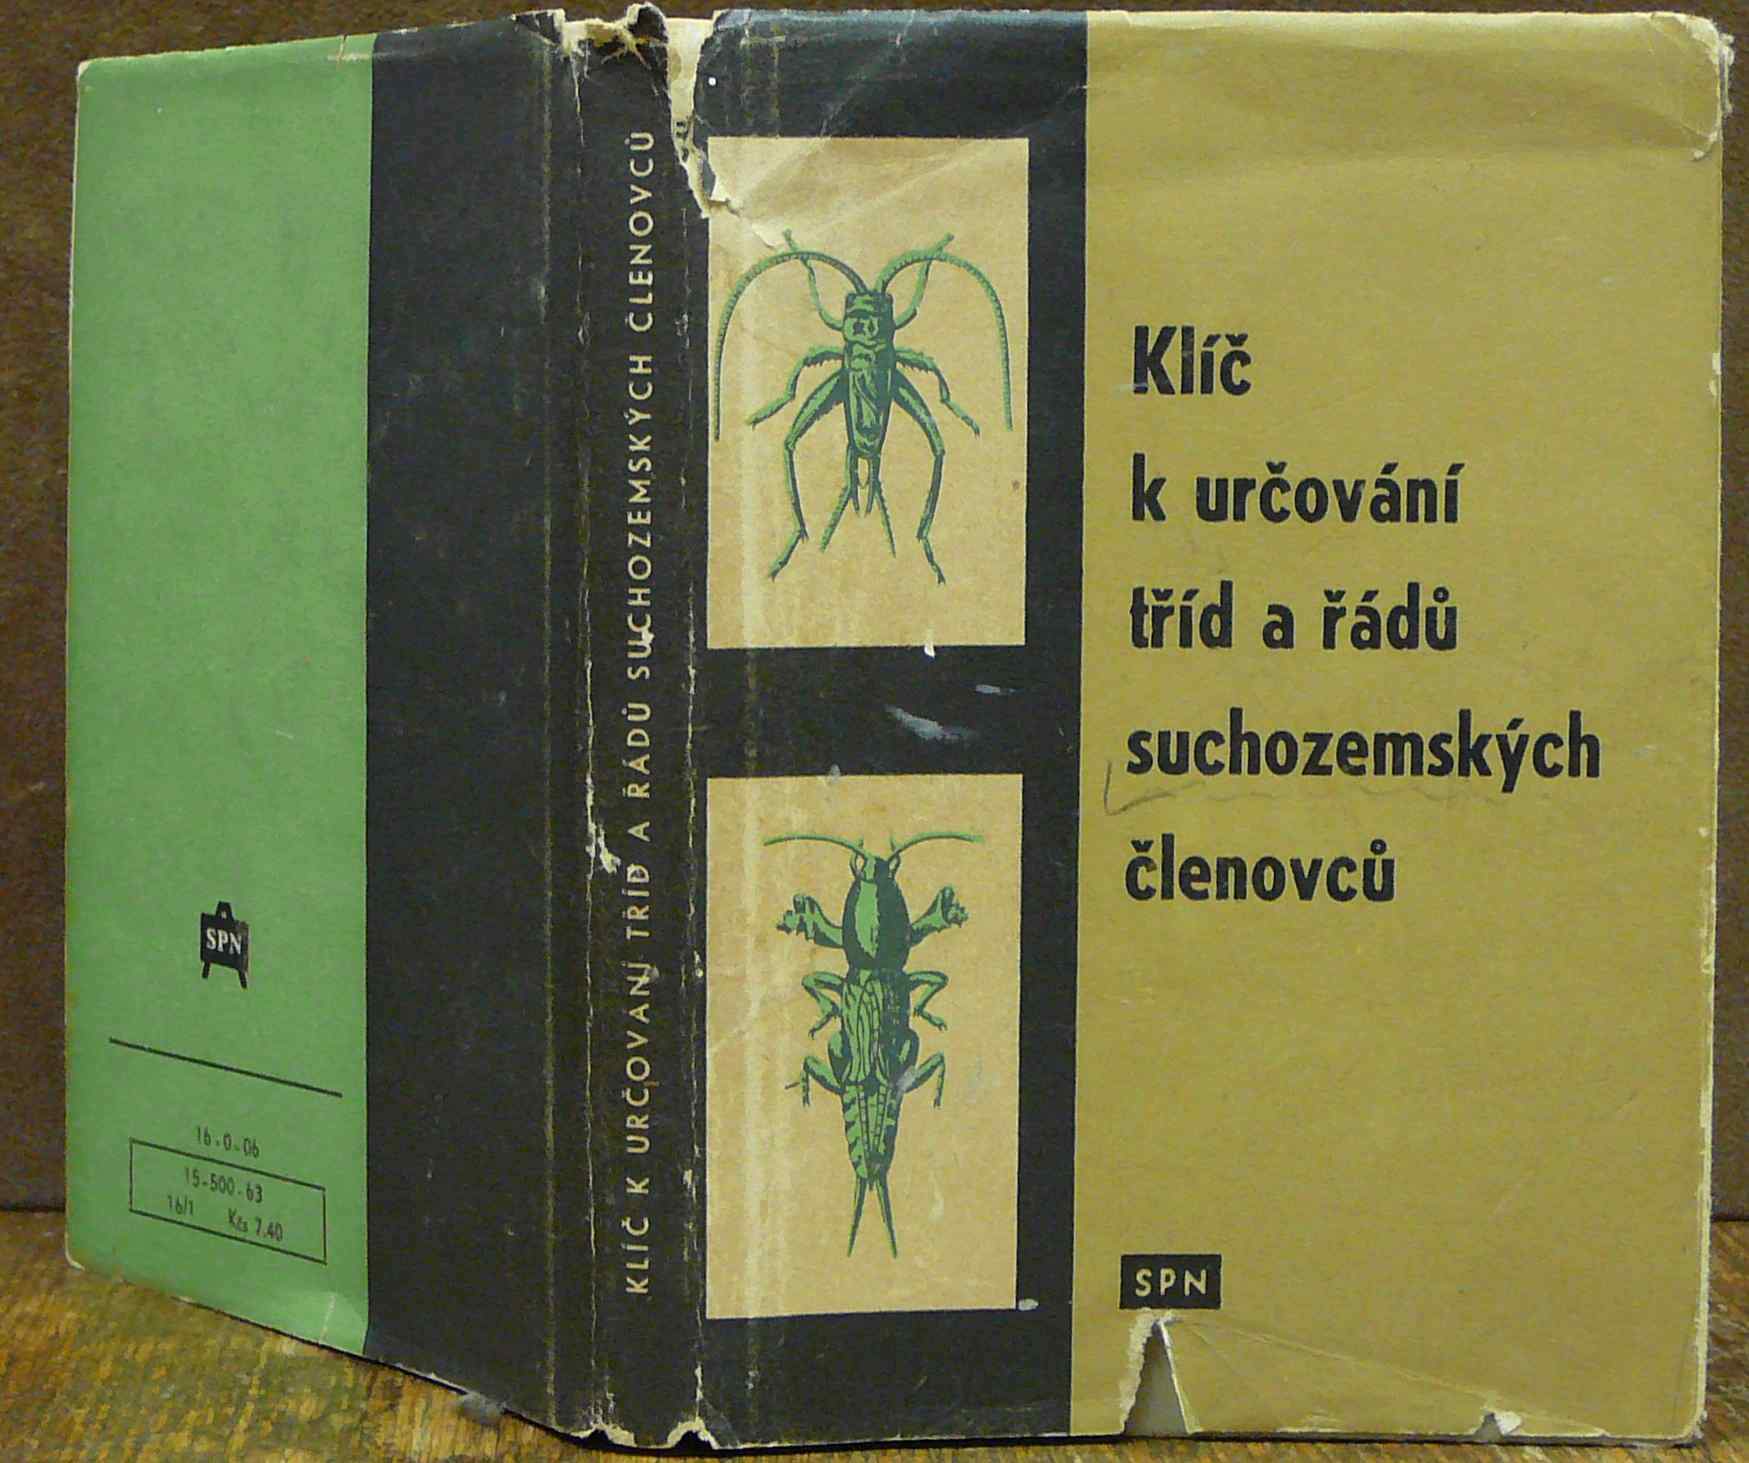 SPN
16-0-06
15-500-63
16/1 Kčs 7.40
KLÍČ K URČOVÁNÍ TŘÍD A ŘÁDŮ SUCHOZEMSKÝCH ČLENOVCŮ
Klíč
k určování
tříd a řádů
suchozemských
členovců
SPN